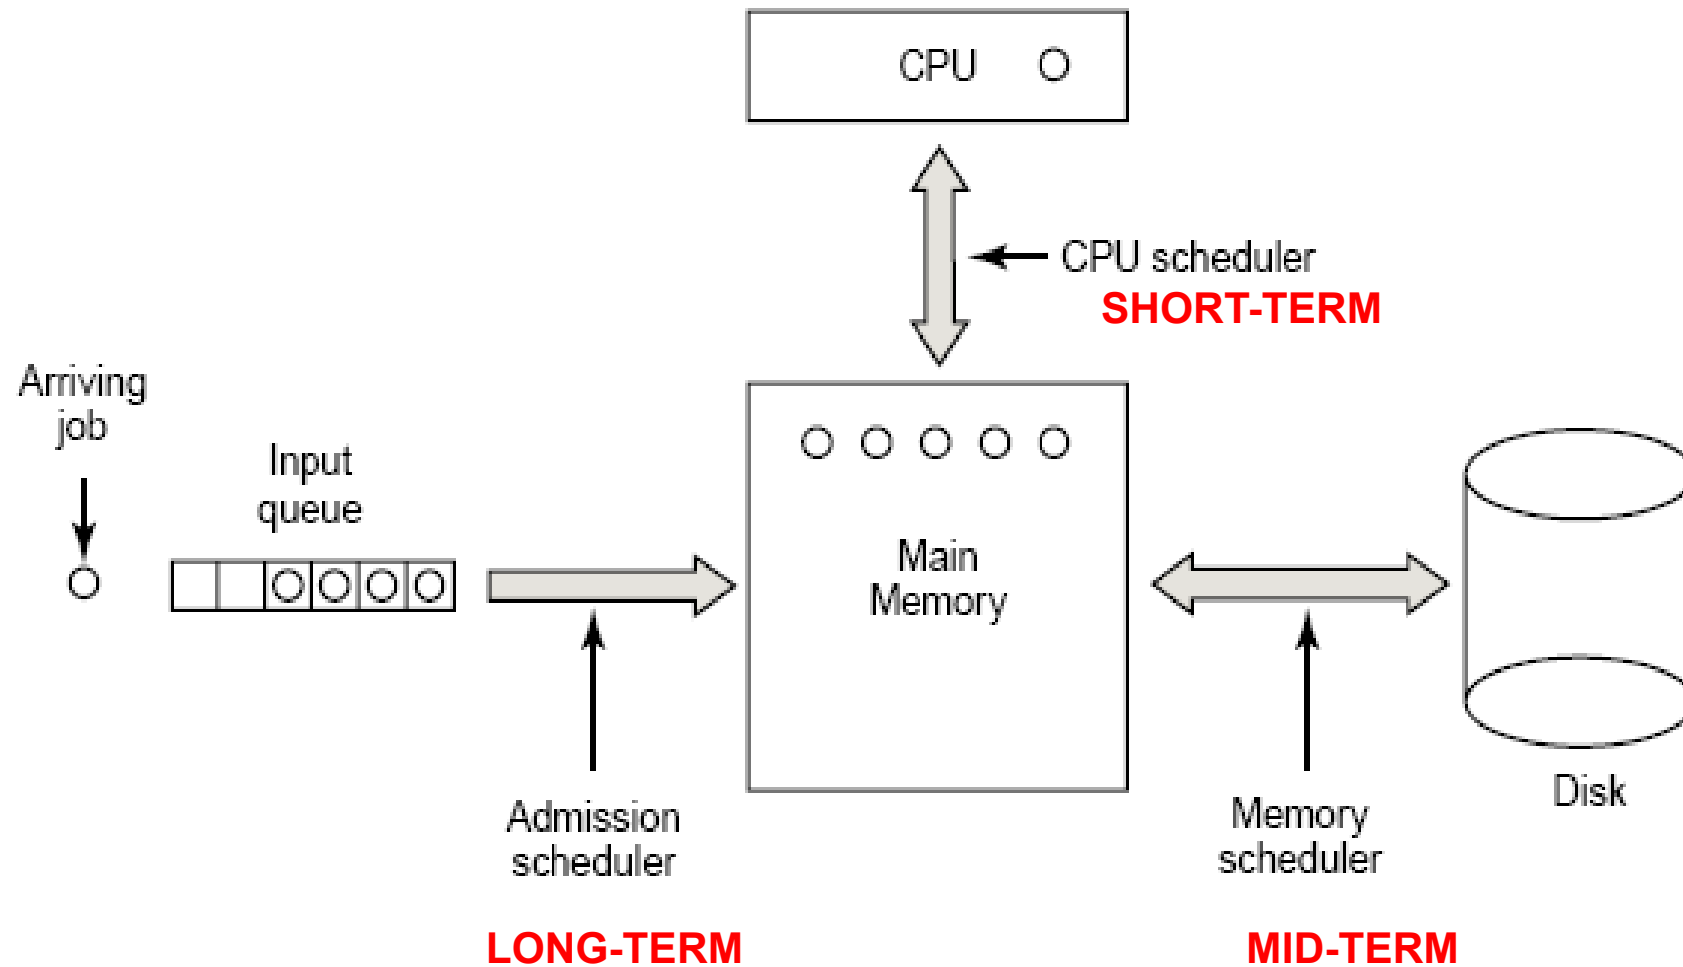 CPU
CPU scheduler
SHORT-TERM
Arriving
job
Input
queue
Main
Memory
Disk
Admission
scheduler
Memory
scheduler
LONG-TERM
MID-TERM